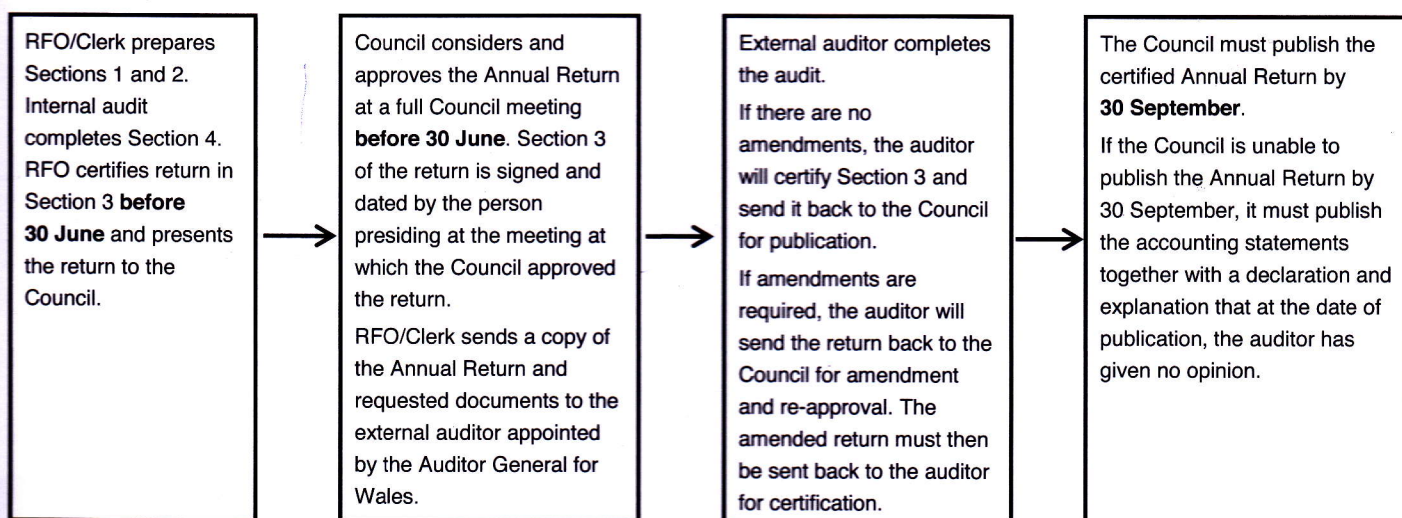 RFO/Clerk prepares
Sections 1 and 2.
Internal audit
completes Section 4.
RFO certifies return in
Section 3 before
30 June and presents
the return to the
Council.
Council considers and
approves the Annual Return
at a full Council meeting
before 30 June. Section 3
of the return is signed and
dated by the person
presiding at the meeting at
which the Council approved
the return.
RFO/Clerk sends a copy of
the Annual Return and
requested documents to the
external auditor appointed
by the Auditor General for
Wales.
External auditor completes
the audit.
If there are no
amendments, the auditor
will certify Section 3 and
send it back to the Council
for publication.
If amendments are
required, the auditor will
send the return back to the
Council for amendment
and re-approval. The
amended return must then
be sent back to the auditor
for certification.
The Council must publish the
certified Annual Return by
30 September.
If the Council is unable to
publish the Annual Return by
30 September, it must publish
the accounting statements
together with a declaration and
explanation that at the date of
publication, the auditor has
given no opinion.